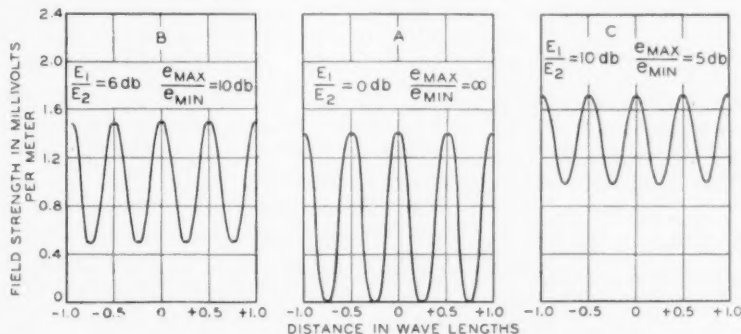 2.4
2.0
1.6
1.2
0.8
0.4
0
FIELD STRENGTH IN MILLIVOLTS
PER METER
B
E1/E2 = 6 db eMAX/eMIN = 10 db
-1.0 -0.5 0 +0.5 +1.0
A
E1/E2 = 0 db eMAX/eMIN = ∞
-1.0 -0.5 0 +0.5 +1.0
C
E1/E2 = 10 db eMAX/eMIN = 5 db
-1.0 -0.5 0 +0.5 +1.0
DISTANCE IN WAVE LENGTHS